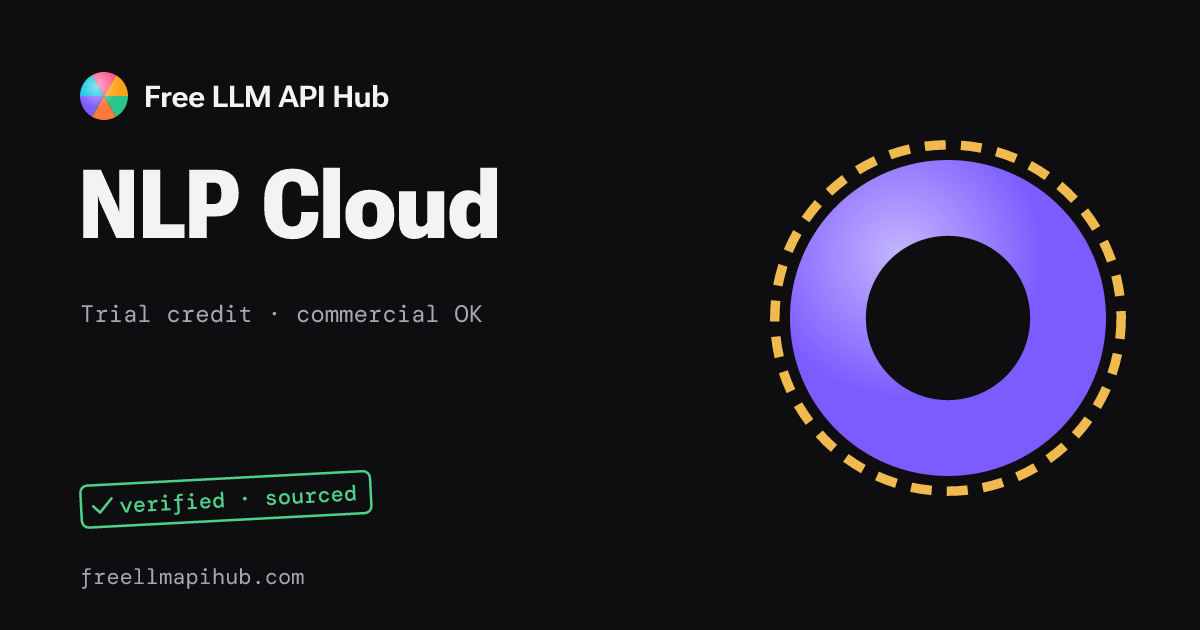 Free LLM API Hub
NLP Cloud
Trial credit · commercial OK
✓ verified · sourced
freellmapihub.com